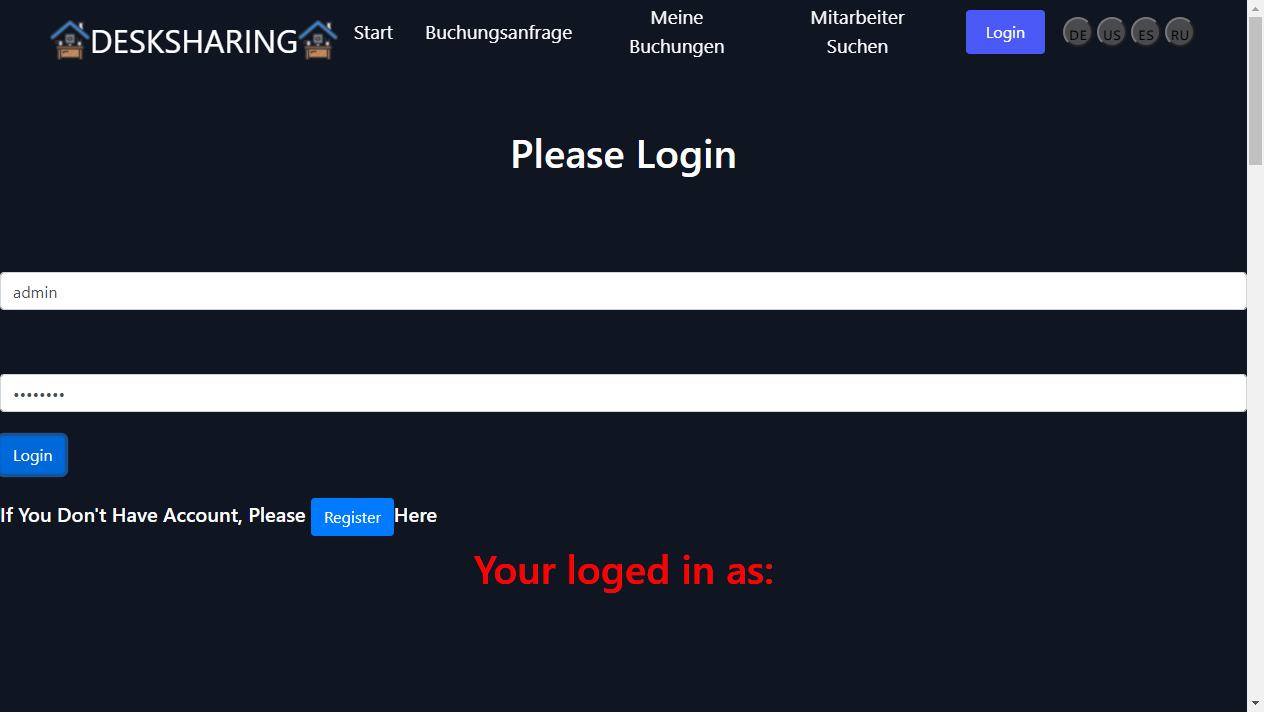 DESKSHARING
Start
Buchungsanfrage
Meine
Buchungen
Mitarbeiter
Suchen
Login
DE
US
ES
RU
Please Login
admin
••••••••
Login
If You Don't Have Account, Please Register Here
Your loged in as: